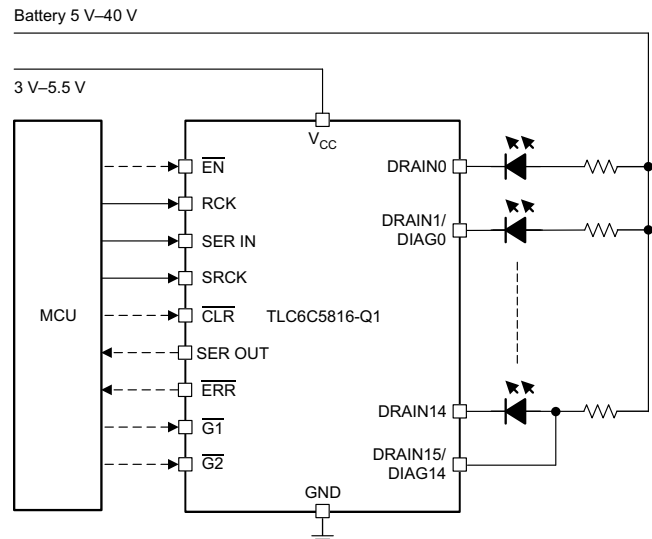 Battery 5 V–40 V
3 V–5.5 V
VCC
EN
DRAIN0
RCK
DRAIN1/
DIAG0
SER IN
SRCK
MCU
CLR
TLC6C5816-Q1
SER OUT
ERR
DRAIN14
G1
DRAIN15/
DIAG14
G2
GND